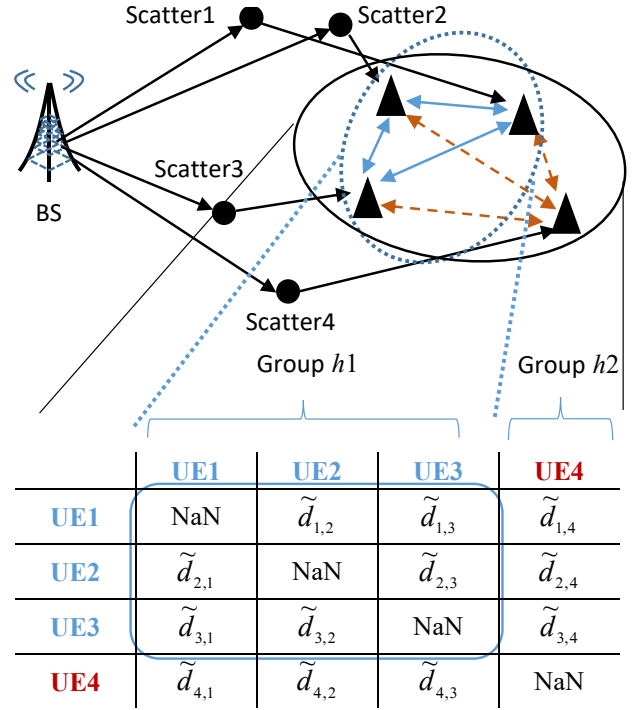 Scatter1
Scatter2
Scatter3
BS
Scatter4
Group h1
Group h2
UE1 UE2 UE3 UE4
UE1 NaN d̃1,2 d̃1,3 d̃1,4
UE2 d̃2,1 NaN d̃2,3 d̃2,4
UE3 d̃3,1 d̃3,2 NaN d̃3,4
UE4 d̃4,1 d̃4,2 d̃4,3 NaN